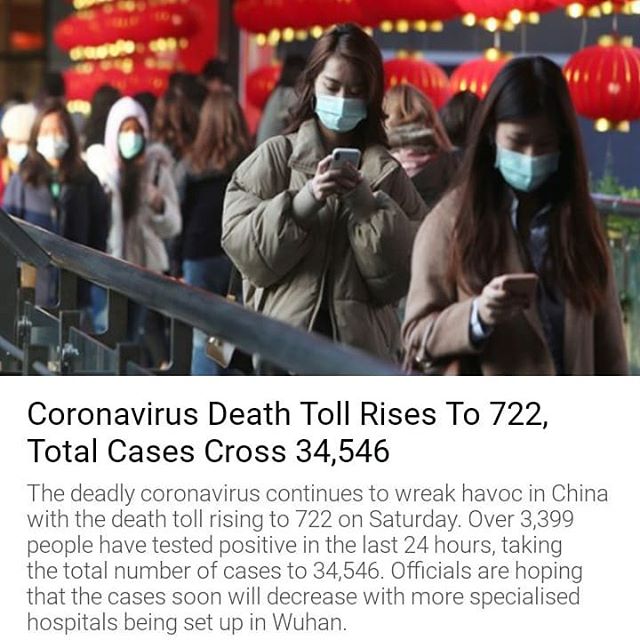 Coronavirus Death Toll Rises To 722,
Total Cases Cross 34,546
The deadly coronavirus continues to wreak havoc in China
with the death toll rising to 722 on Saturday. Over 3,399
people have tested positive in the last 24 hours, taking
the total number of cases to 34,546. Officials are hoping
that the cases soon will decrease with more specialised
hospitals being set up in Wuhan.